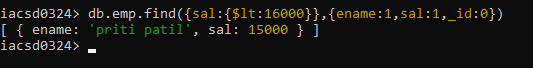 iacsd0324> db.emp.find({sal:{$lt:16000}},{ename:1,sal:1,_id:0})
[ { ename: 'priti patil', sal: 15000 } ]
iacsd0324>